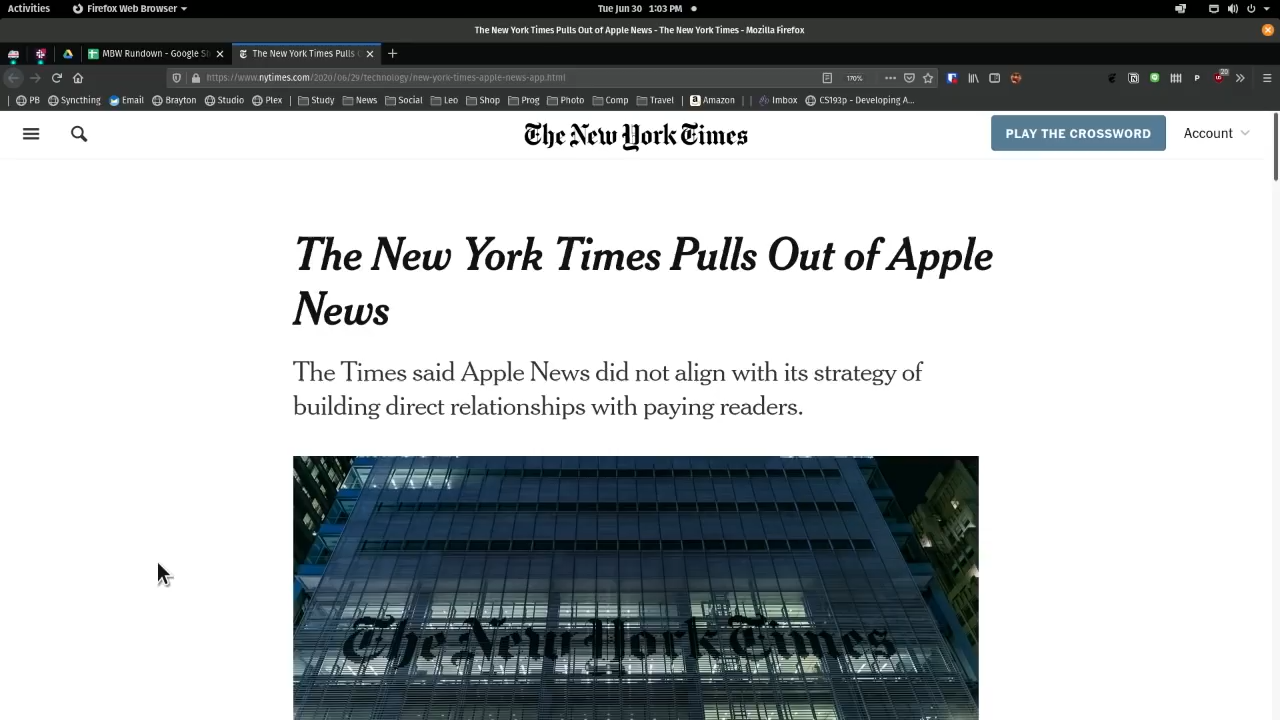 Activities Firefox Web Browser Tue Jun 30 1:03 PM
The New York Times Pulls Out of Apple News - The New York Times - Mozilla Firefox
MBW Rundown - Google Sh The New York Times Pulls
https://www.nytimes.com/2020/06/29/technology/new-york-times-apple-news-app.html 170% 20
PB Syncthing Email Brayton Studio Plex Study News Social Leo Shop Prog Photo Comp Travel Amazon Imbox CS193p - Developing A...
The New York Times PLAY THE CROSSWORD Account
The New York Times Pulls Out of Apple
News
The Times said Apple News did not align with its strategy of
building direct relationships with paying readers.
The New York Times